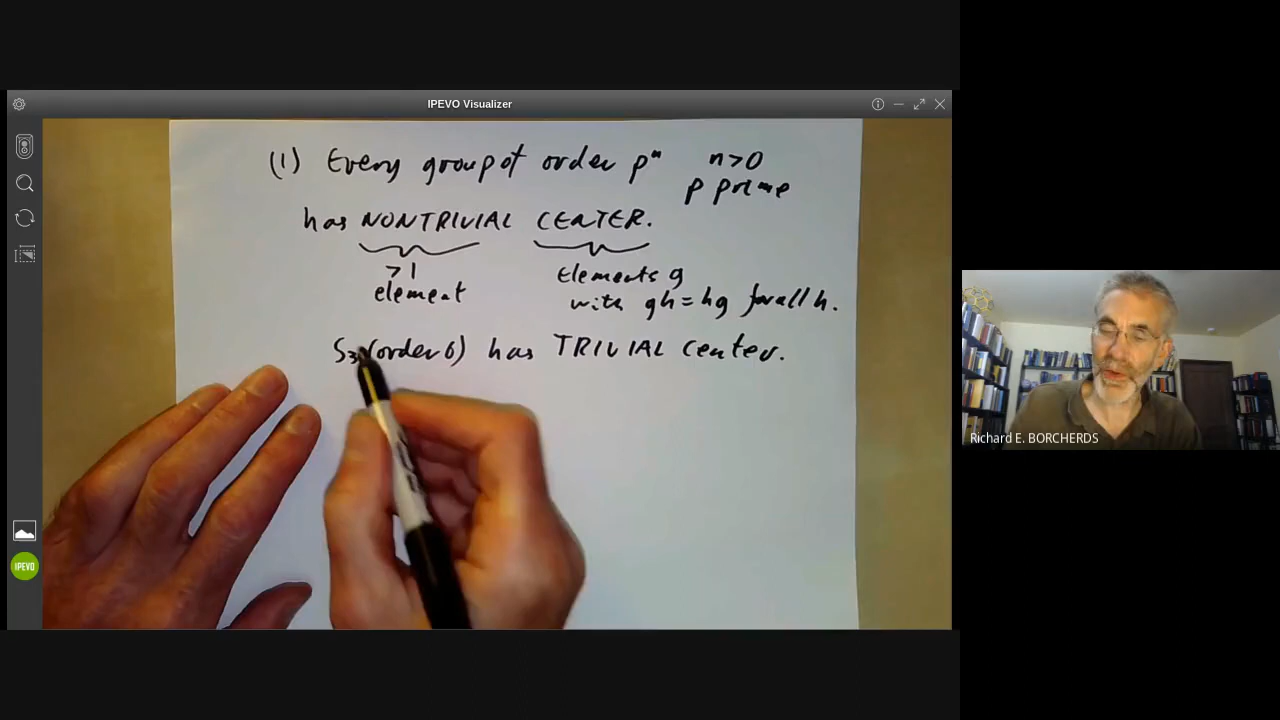 IPEVO Visualizer
(1) Every group of order pⁿ n>0
p prime
has NONTRIVIAL CENTER.
>1
element
Elements g
with gh = hg for all h.
S₃ (order 6) has TRIVIAL center.
IPEVO
Richard E. BORCHERDS